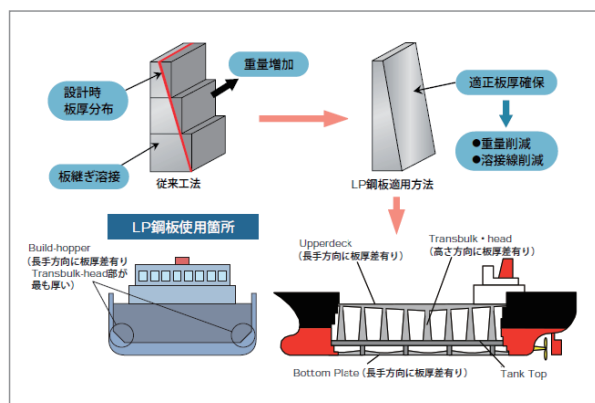 重量増加
設計時
板厚分布
板継ぎ溶接
従来工法
適正板厚確保
●重量削減
●溶接線削減
LP鋼板適用方法
LP鋼板使用箇所
Build-hopper
(長手方向に板厚差有り
Transbulk-head部が
最も厚い)
Upperdeck
(長手方向に板厚差有り)
Transbulk・head
(高さ方向に板厚差有り)
Bottom Plate(長手方向に板厚差有り)
Tank Top